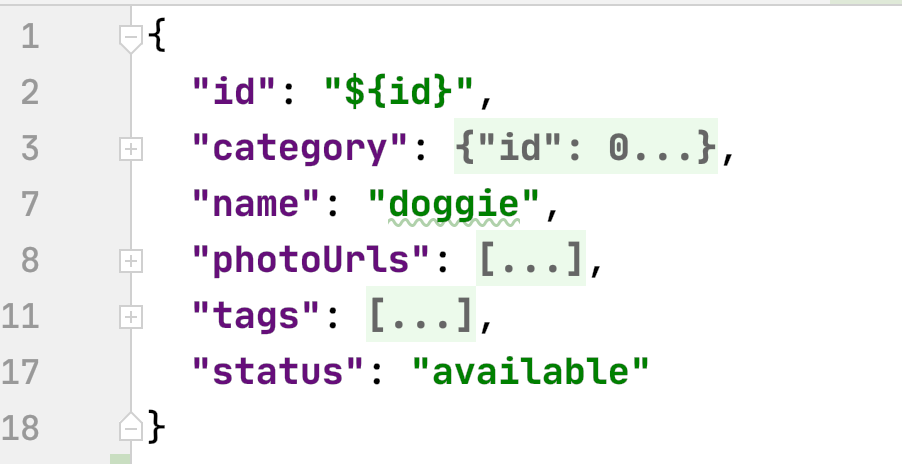 1 {
2 "id": "${id}",
3 "category": {"id": 0...},
7 "name": "doggie",
8 "photoUrls": [...],
11 "tags": [...],
17 "status": "available"
18 }